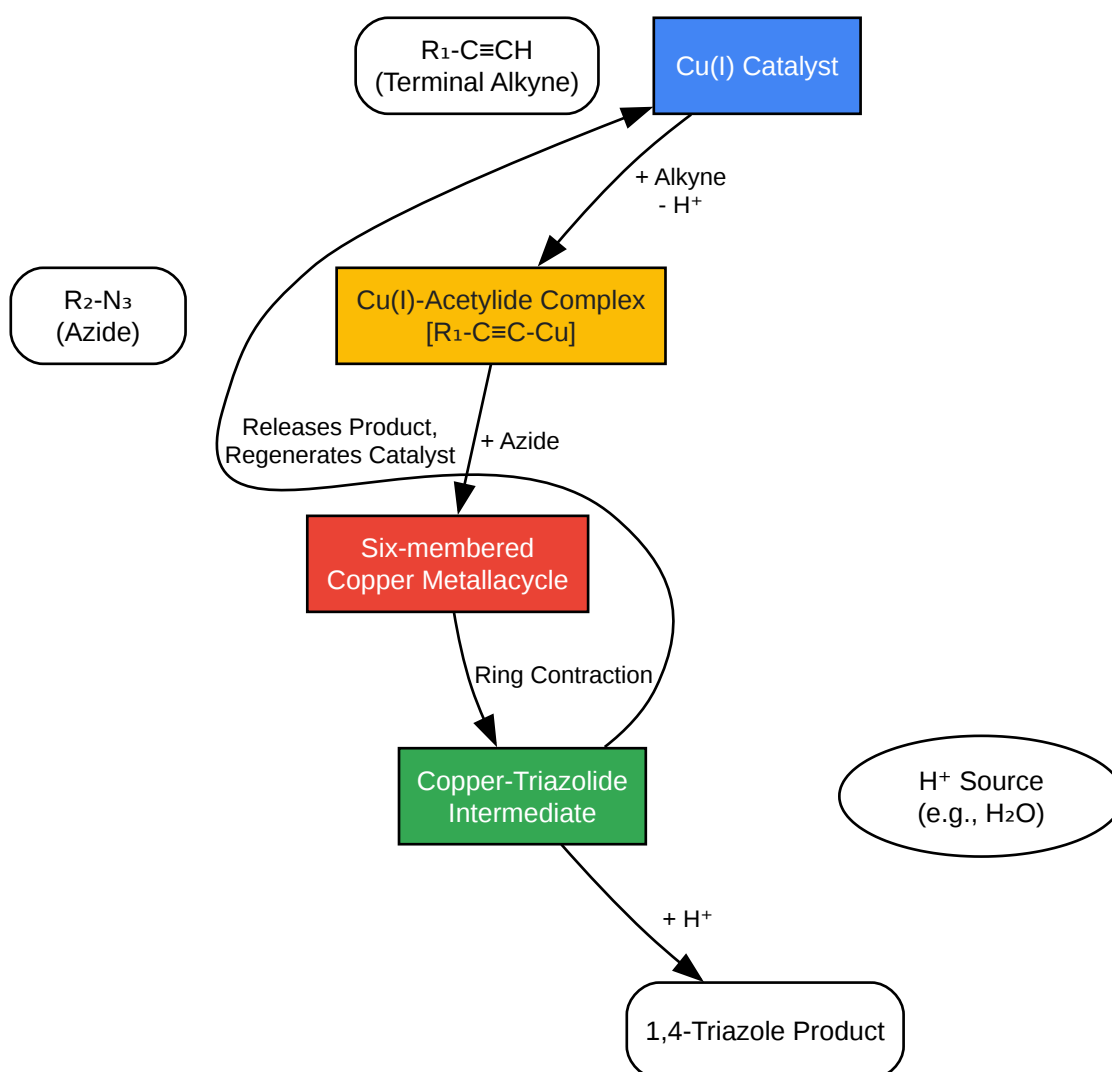 R₁-C≡CH
(Terminal Alkyne)
Cu(I) Catalyst
+ Alkyne
- H⁺
R₂-N₃
(Azide)
Cu(I)-Acetylide Complex
[R₁-C≡C-Cu]
Releases Product,
Regenerates Catalyst
+ Azide
Six-membered
Copper Metallacycle
Ring Contraction
Copper-Triazolide
Intermediate
H⁺ Source
(e.g., H₂O)
+ H⁺
1,4-Triazole Product